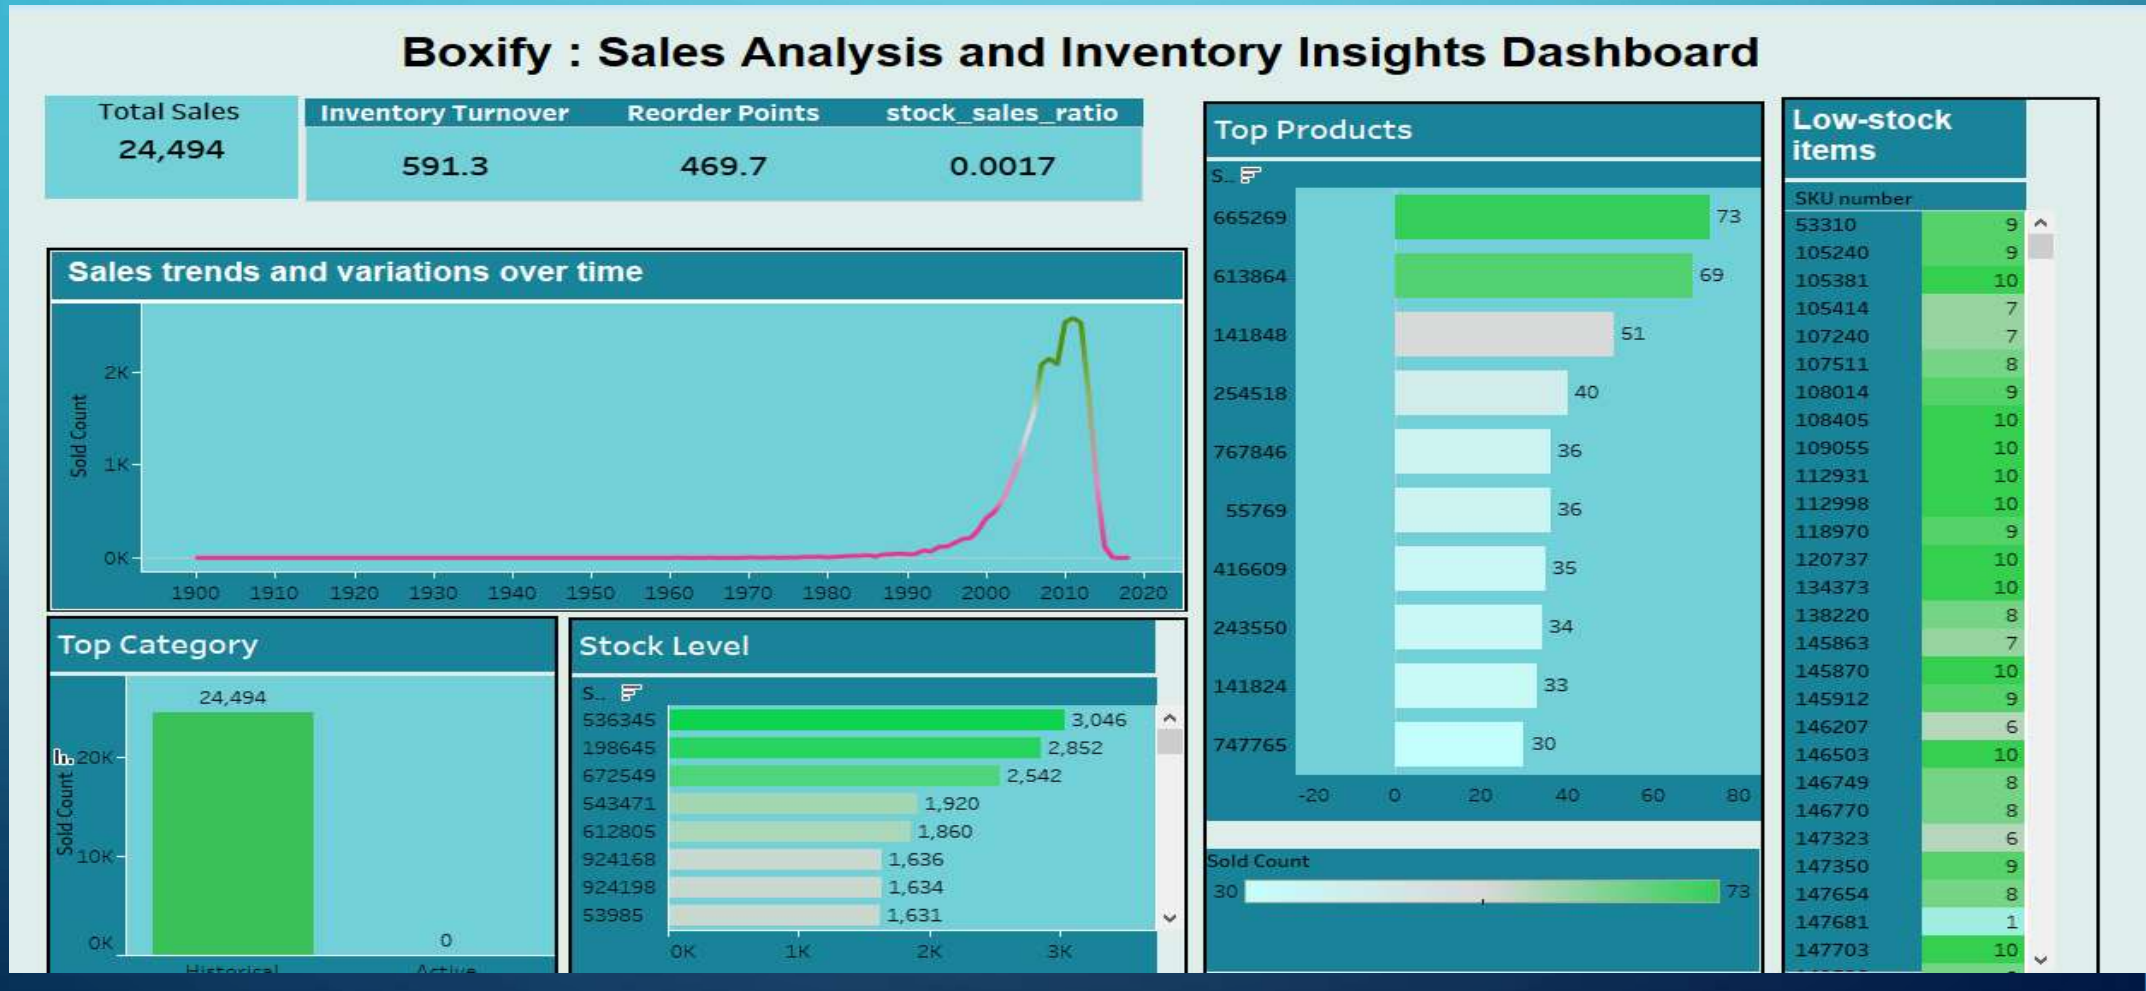 Boxify : Sales Analysis and Inventory Insights Dashboard
Total Sales
24,494
Inventory Turnover Reorder Points stock_sales_ratio
591.3 469.7 0.0017
Sales trends and variations over time
Sold Count
2K
1K
0K
1900 1910 1920 1930 1940 1950 1960 1970 1980 1990 2000 2010 2020
Top Category
24,494
Sold Count
20K
10K
0K
0
Historical Active
Stock Level
S..
536345 3,046
198645 2,852
672549 2,542
543471 1,920
612805 1,860
924168 1,636
924198 1,634
53985 1,631
0K 1K 2K 3K
Top Products
S..
665269 73
613864 69
141848 51
254518 40
767846 36
55769 36
416609 35
243550 34
141824 33
747765 30
-20 0 20 40 60 80
Sold Count
30 73
Low-stock
items
SKU number
53310 9
105240 9
105381 10
105414 7
107240 7
107511 8
108014 9
108405 10
109055 10
112931 10
112998 10
118970 9
120737 10
134373 10
138220 8
145863 7
145870 10
145912 9
146207 6
146503 10
146749 8
146770 8
147323 6
147350 9
147654 8
147681 1
147703 10